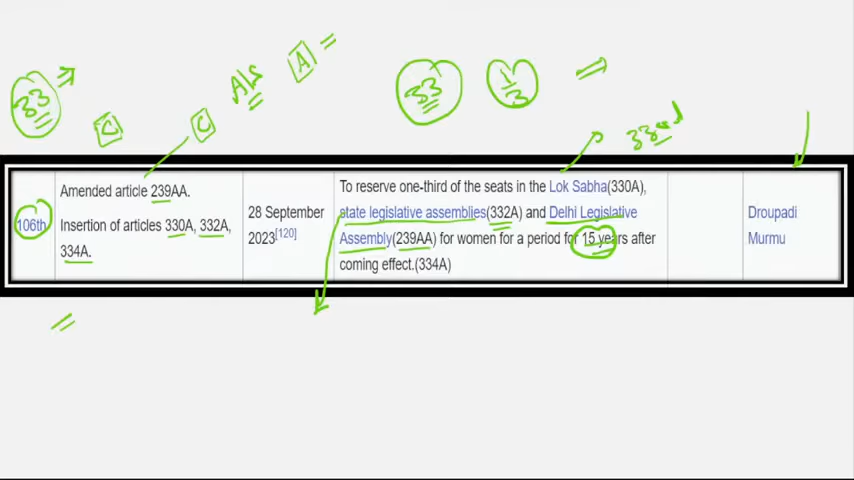 33
C
C
A/S
A
33
1/3
33rd
106th
Amended article 239AA.
Insertion of articles 330A, 332A,
334A.
28 September
2023[120]
To reserve one-third of the seats in the Lok Sabha(330A),
state legislative assemblies(332A) and Delhi Legislative
Assembly(239AA) for women for a period for 15 years after
coming effect.(334A)
Droupadi
Murmu